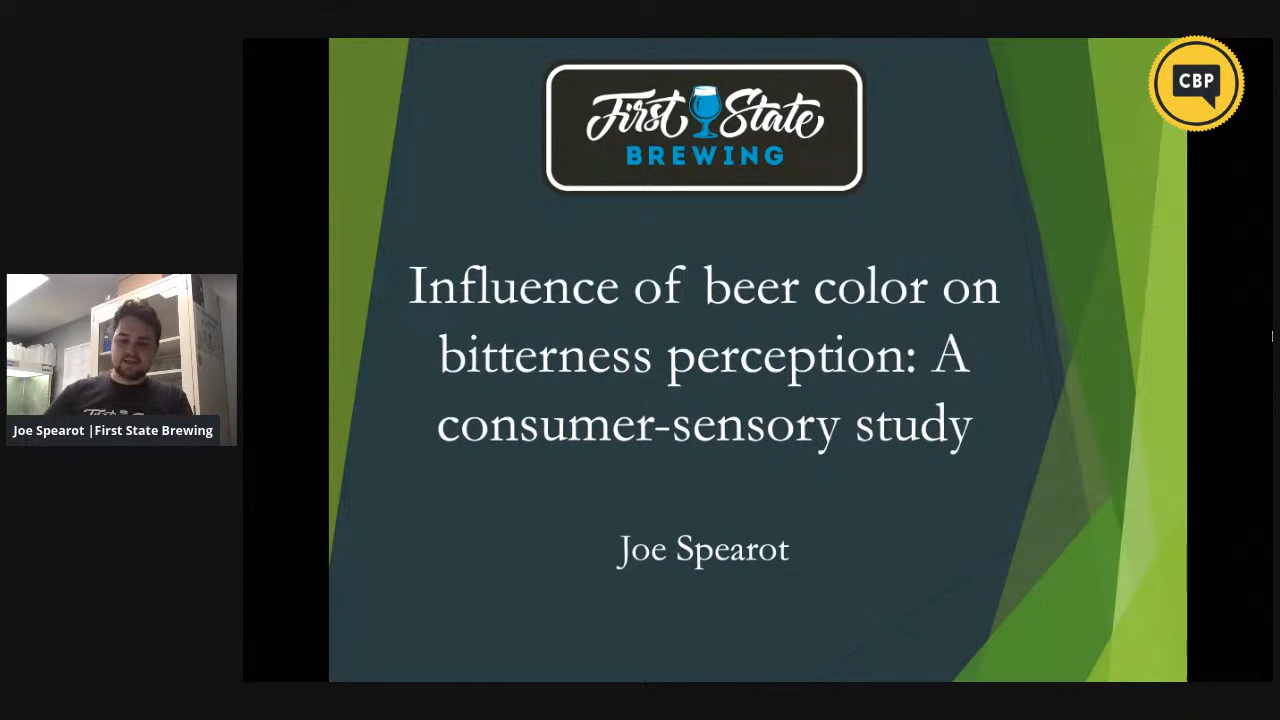 First State
BREWING
CBP
Influence of beer color on
bitterness perception: A
consumer-sensory study
Joe Spearot
Joe Spearot |First State Brewing